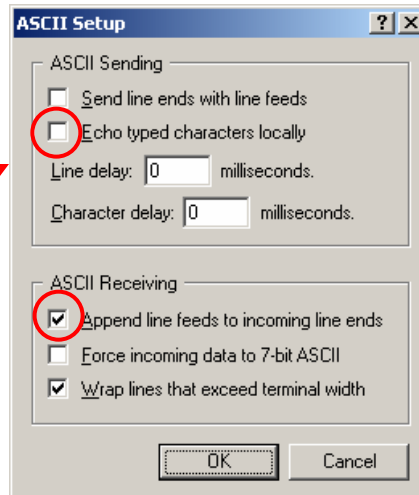 ASCII Setup
ASCII Sending
Send line ends with line feeds
Echo typed characters locally
Line delay: 0 milliseconds.
Character delay: 0 milliseconds.
ASCII Receiving
Append line feeds to incoming line ends
Force incoming data to 7-bit ASCII
Wrap lines that exceed terminal width
OK Cancel